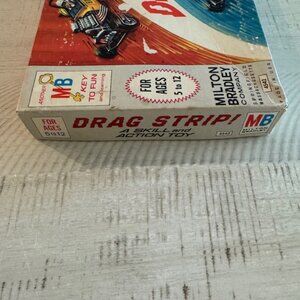 D
MB
KEY
TO FUN
FOR
AGES
5 to 12
MILTON
BRADLEY
COMPANY
FOR
AGES
5 to 12
DRAG STRIP!
A SKILL and
ACTION TOY
MB